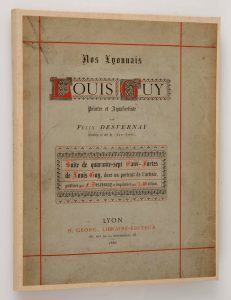 Nos Lyonnais
LOUIS GUY
Peintre et Aquafortiste
par
FÉLIX DESVERNAY
Suite de quarante-sept Eaux-fortes
de Louis Guy, dont un portrait de l'artiste,
F. DESVERNAY
LYON
H. GEORG, LIBRAIRE-ÉDITEUR